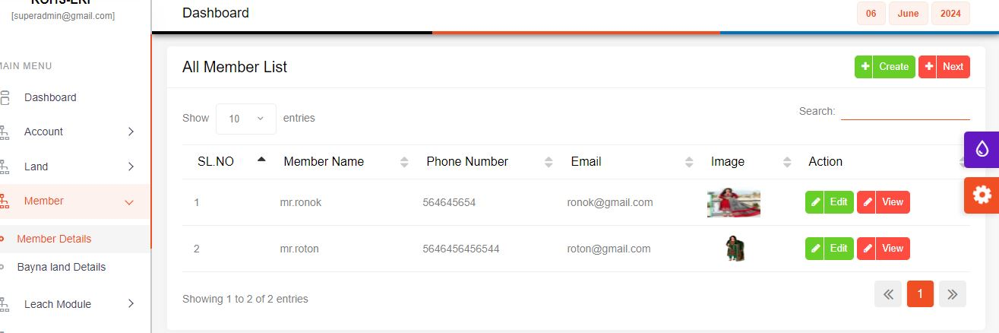 [superadmin@gmail.com]
Dashboard
06 June 2024
MAIN MENU
Dashboard
Account
Land
Member
Member Details
Bayna land Details
Leach Module
All Member List
Create
Next
Show 10 entries
Search:
SL.NO Member Name Phone Number Email Image Action
1 mr.ronok 564645654 ronok@gmail.com Edit View
2 mr.roton 5646456456544 roton@gmail.com Edit View
Showing 1 to 2 of 2 entries
1